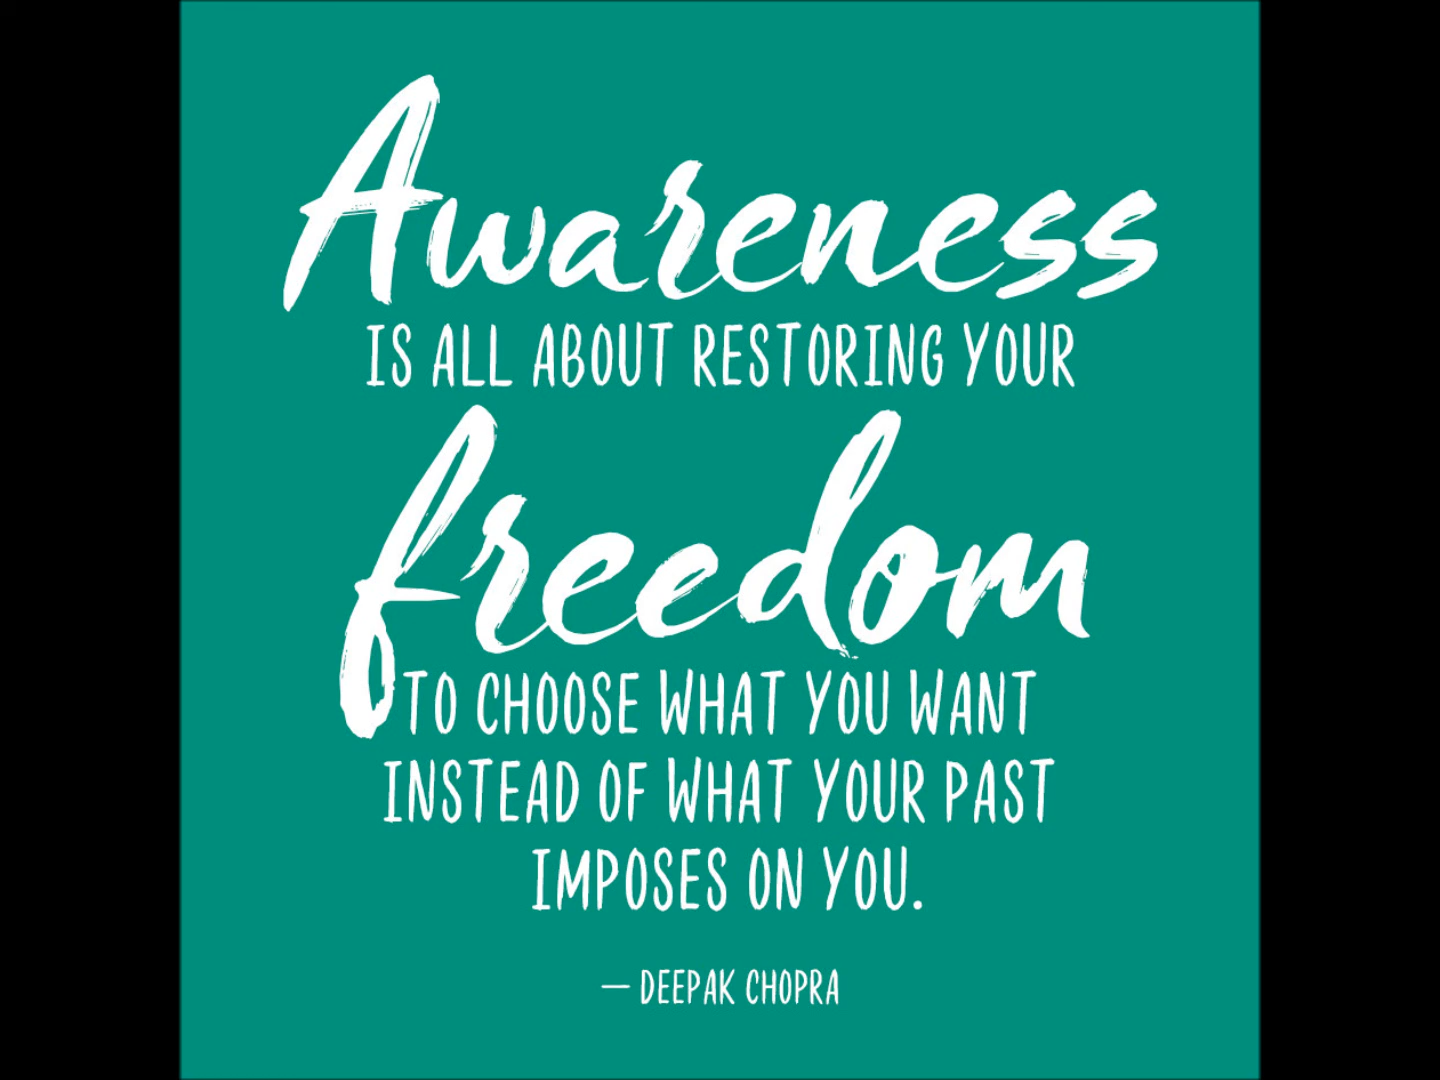 Awareness
IS ALL ABOUT RESTORING YOUR
freedom
TO CHOOSE WHAT YOU WANT
INSTEAD OF WHAT YOUR PAST
IMPOSES ON YOU.
— DEEPAK CHOPRA